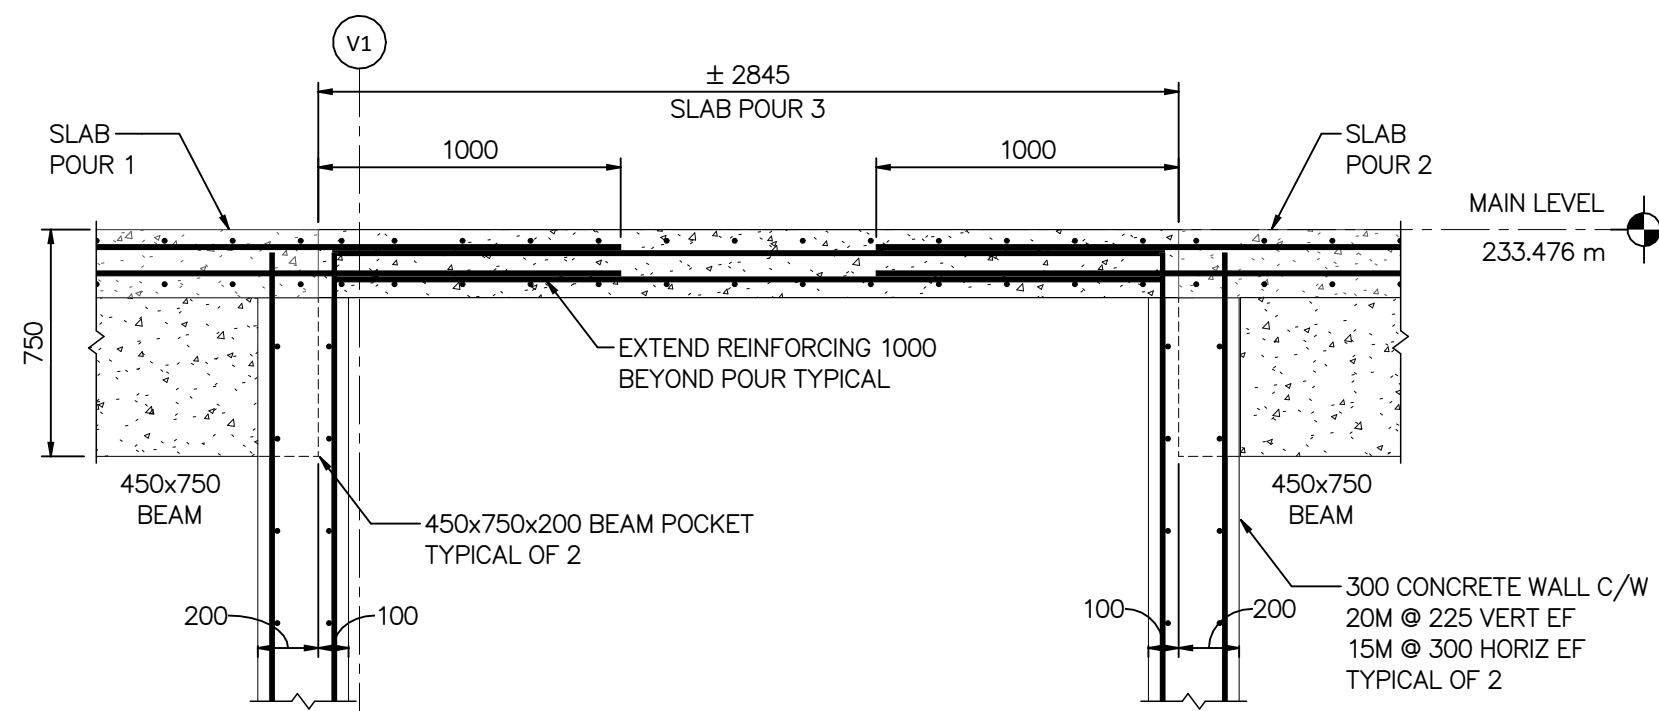 V1
± 2845
SLAB POUR 3
SLAB
POUR 1
1000
1000
SLAB
POUR 2
MAIN LEVEL
233.476 m
750
EXTEND REINFORCING 1000
BEYOND POUR TYPICAL
450x750
BEAM
450x750
BEAM
450x750x200 BEAM POCKET
TYPICAL OF 2
200
100
100
200
300 CONCRETE WALL C/W
20M @ 225 VERT EF
15M @ 300 HORIZ EF
TYPICAL OF 2